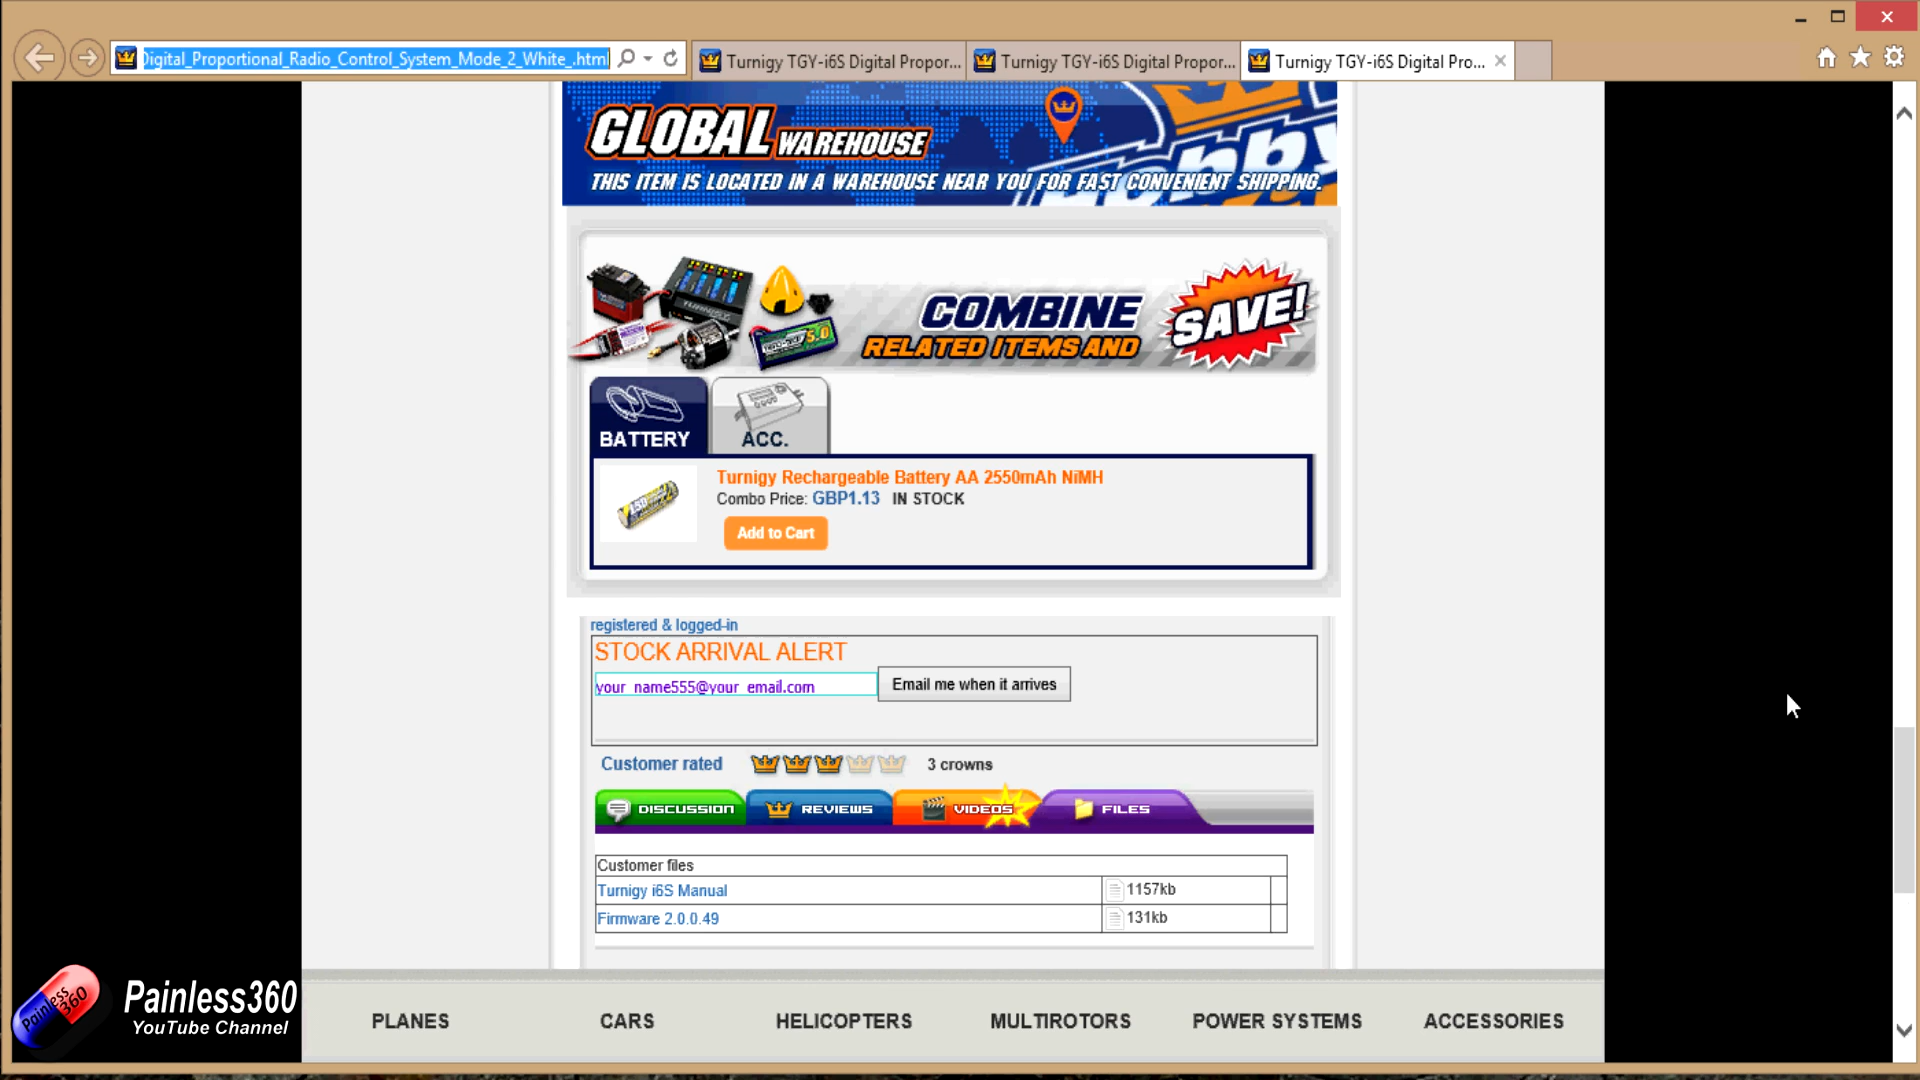 Digital_Proportional_Radio_Control_System_Mode_2_White_.html
Turnigy TGY-i6S Digital Propor...
Turnigy TGY-i6S Digital Propor...
Turnigy TGY-i6S Digital Pro...
GLOBAL WAREHOUSE
THIS ITEM IS LOCATED IN A WAREHOUSE NEAR YOU FOR FAST CONVENIENT SHIPPING.
COMBINE
RELATED ITEMS AND
SAVE!
BATTERY
ACC.
Turnigy Rechargeable Battery AA 2550mAh NiMH
Combo Price: GBP1.13 IN STOCK
Add to Cart
registered & logged-in
STOCK ARRIVAL ALERT
your_name555@your_email.com
Email me when it arrives
Customer rated
3 crowns
DISCUSSION
REVIEWS
VIDEOS
FILES
Customer files
Turnigy i6S Manual
1157kb
Firmware 2.0.0.49
131kb
Painless360
Painless360
YouTube Channel
PLANES
CARS
HELICOPTERS
MULTIROTORS
POWER SYSTEMS
ACCESSORIES